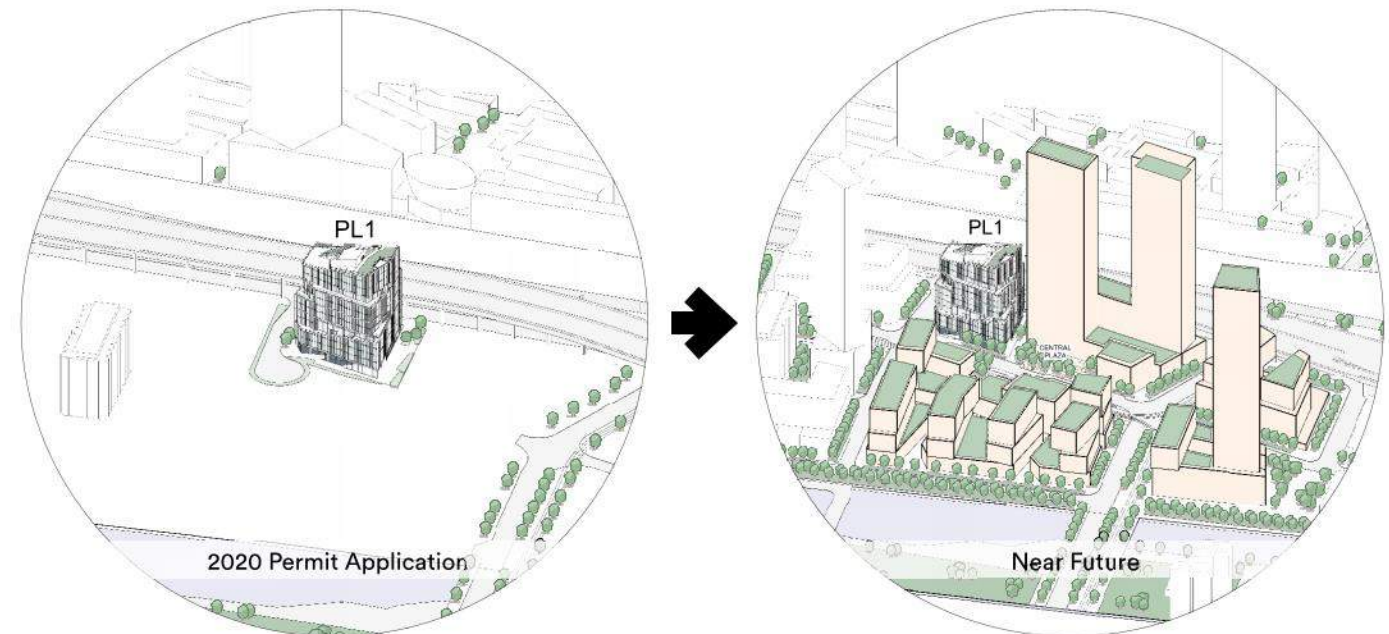 PL1
2020 Permit Application
PL1
CENTRAL
PLAZA
Near Future